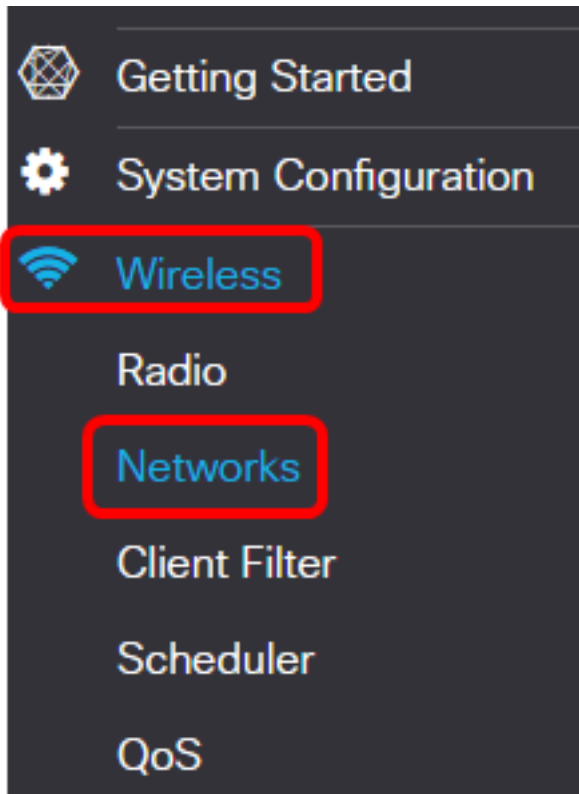 Getting Started
System Configuration
Wireless
Radio
Networks
Client Filter
Scheduler
QoS